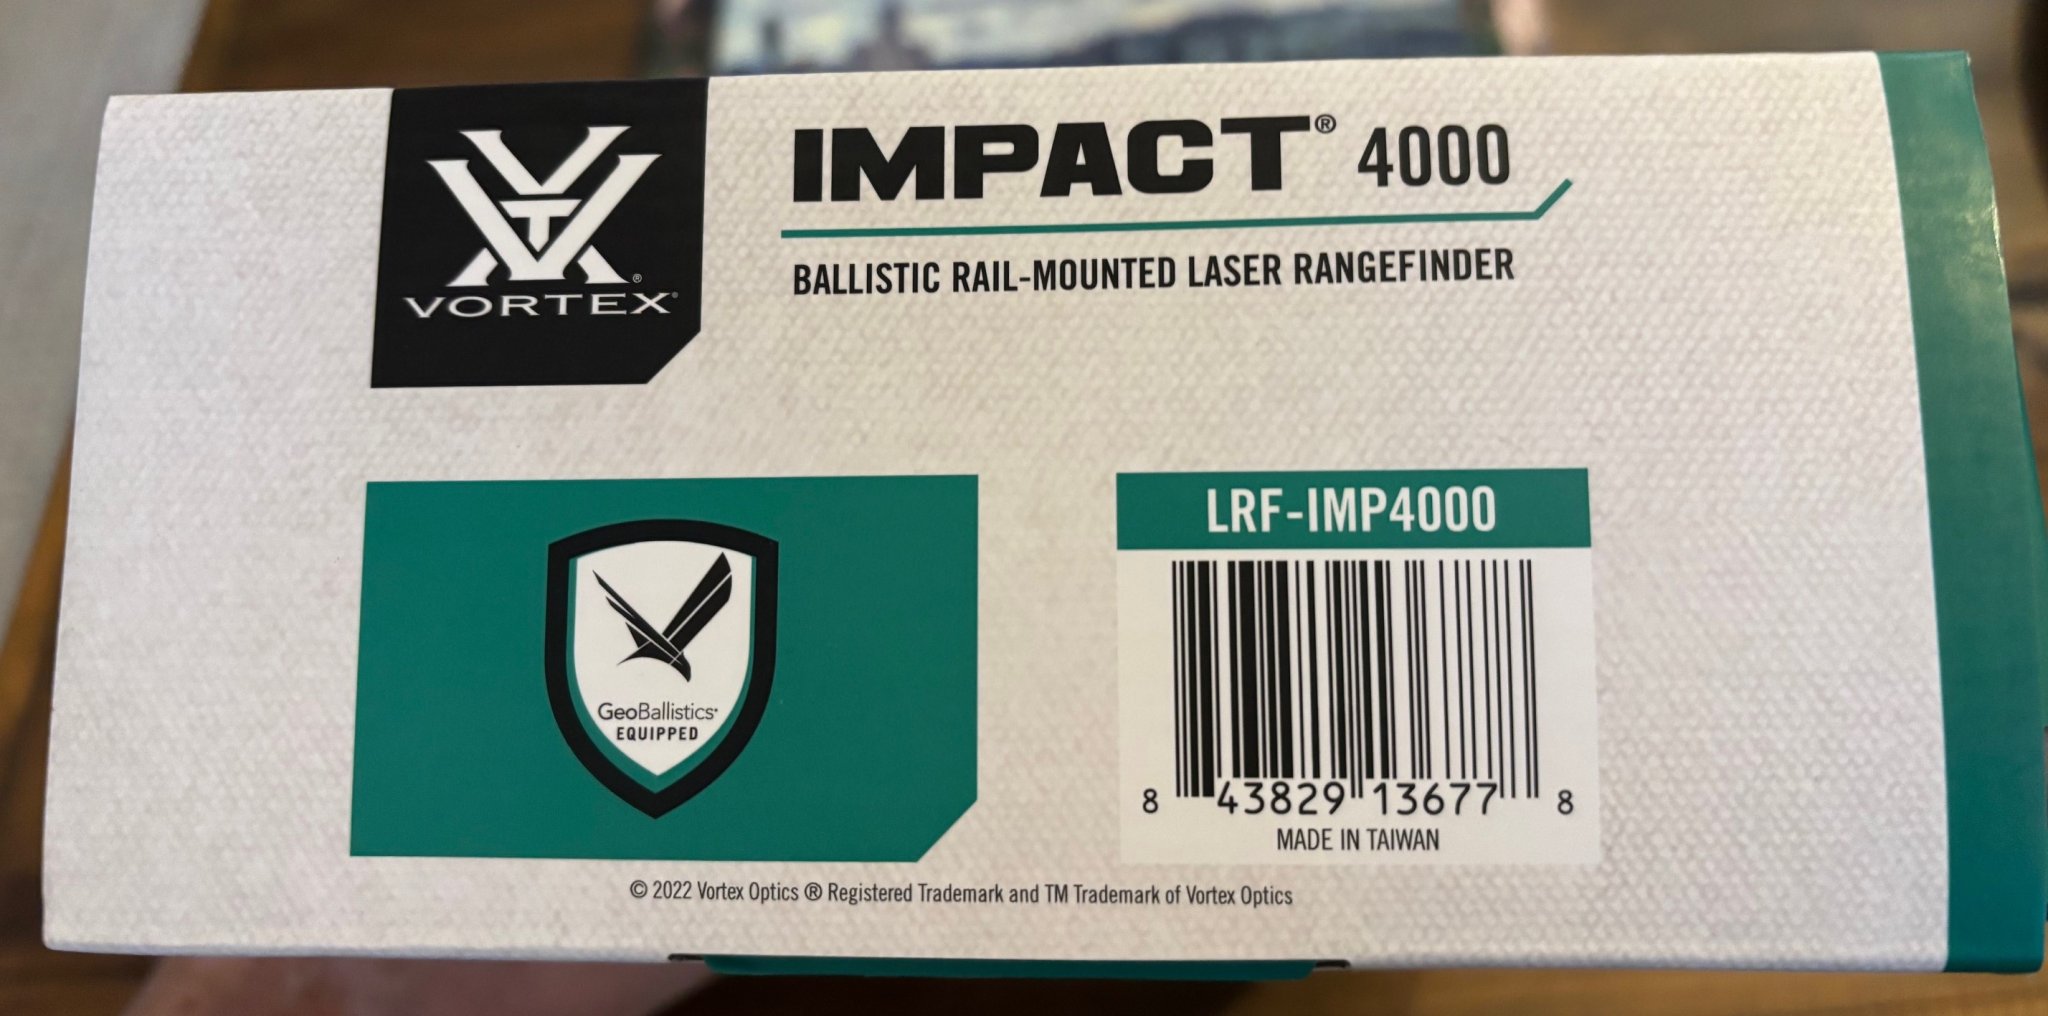 IMPACT® 4000
VORTEX®
BALLISTIC RAIL-MOUNTED LASER RANGEFINDER
LRF-IMP4000
GeoBallistics®
EQUIPPED
8 43829 13677 8
MADE IN TAIWAN
© 2022 Vortex Optics ® Registered Trademark and TM Trademark of Vortex Optics